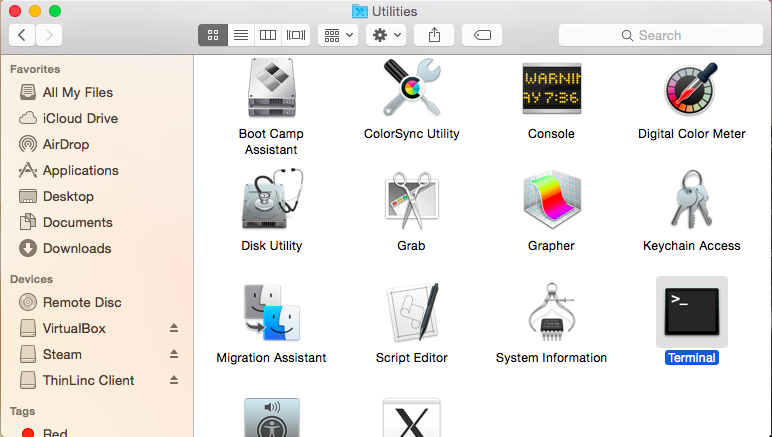 Utilities
Search
Favorites
All My Files
iCloud Drive
AirDrop
Applications
Desktop
Documents
Downloads
Devices
Remote Disc
VirtualBox
Steam
ThinLinc Client
Tags
Red
WARNIN
AY 7:36
Boot Camp
Assistant
ColorSync Utility
Console
Digital Color Meter
Disk Utility
Grab
Grapher
Keychain Access
>_
Migration Assistant
Script Editor
System Information
Terminal
X